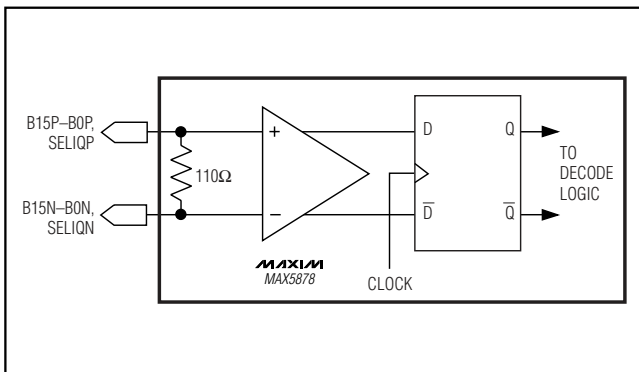 B15P–B0P,
SELIQP
B15N–B0N,
SELIQN
110Ω
+
−
MAXIM
MAX5878
D
Q
D̅
Q̅
CLOCK
TO
DECODE
LOGIC